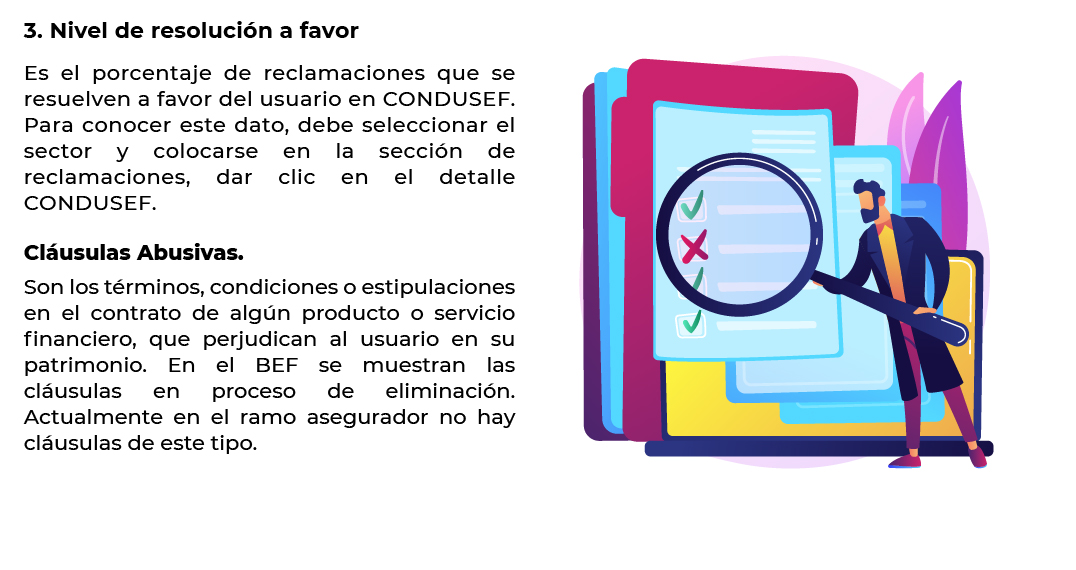 3. Nivel de resolución a favor
Es el porcentaje de reclamaciones que se
resuelven a favor del usuario en CONDUSEF.
Para conocer este dato, debe seleccionar el
sector y colocarse en la sección de
reclamaciones, dar clic en el detalle
CONDUSEF.
Cláusulas Abusivas.
Son los términos, condiciones o estipulaciones
en el contrato de algún producto o servicio
financiero, que perjudican al usuario en su
patrimonio. En el BEF se muestran las
cláusulas en proceso de eliminación.
Actualmente en el ramo asegurador no hay
cláusulas de este tipo.